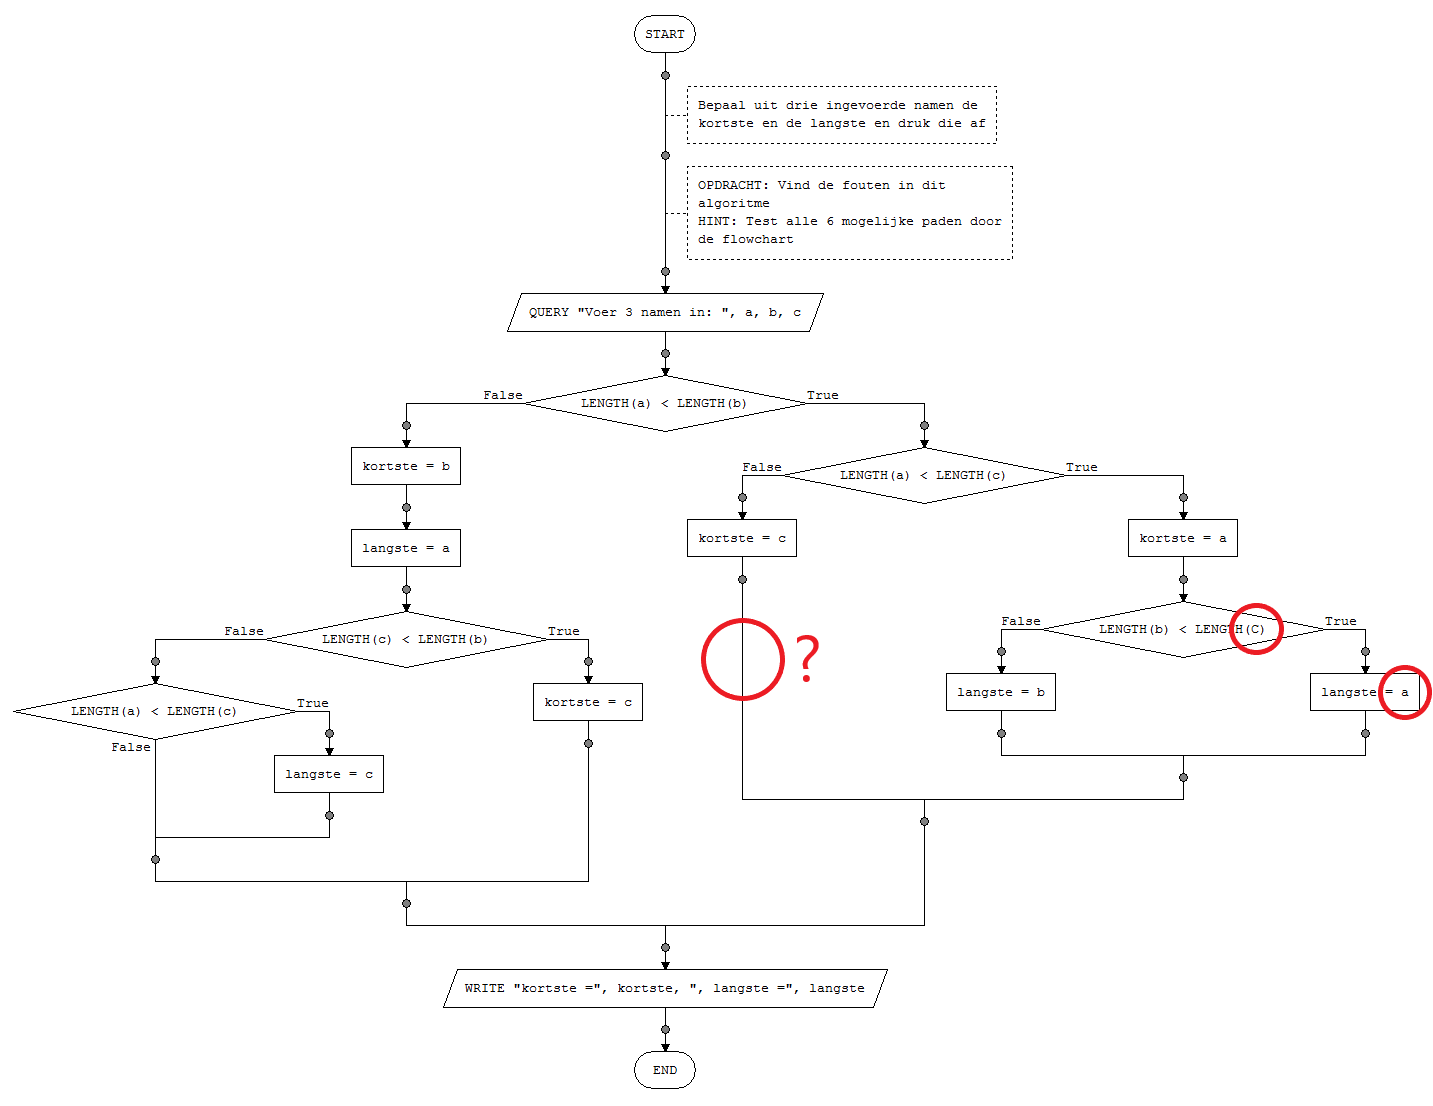 START
Bepaal uit drie ingevoerde namen de
kortste en de langste en druk die af
OPDRACHT: Vind de fouten in dit
algoritme
HINT: Test alle 6 mogelijke paden door
de flowchart
QUERY "Voer 3 namen in: ", a, b, c
False
LENGTH(a) < LENGTH(b)
True
kortste = b
False
LENGTH(a) < LENGTH(c)
True
langste = a
kortste = c
kortste = a
False
LENGTH(c) < LENGTH(b)
True
?
False
LENGTH(b) < LENGTH(C)
True
LENGTH(a) < LENGTH(c)
True
False
kortste = c
langste = b
langste = a
langste = c
WRITE "kortste =", kortste, ", langste =", langste
END